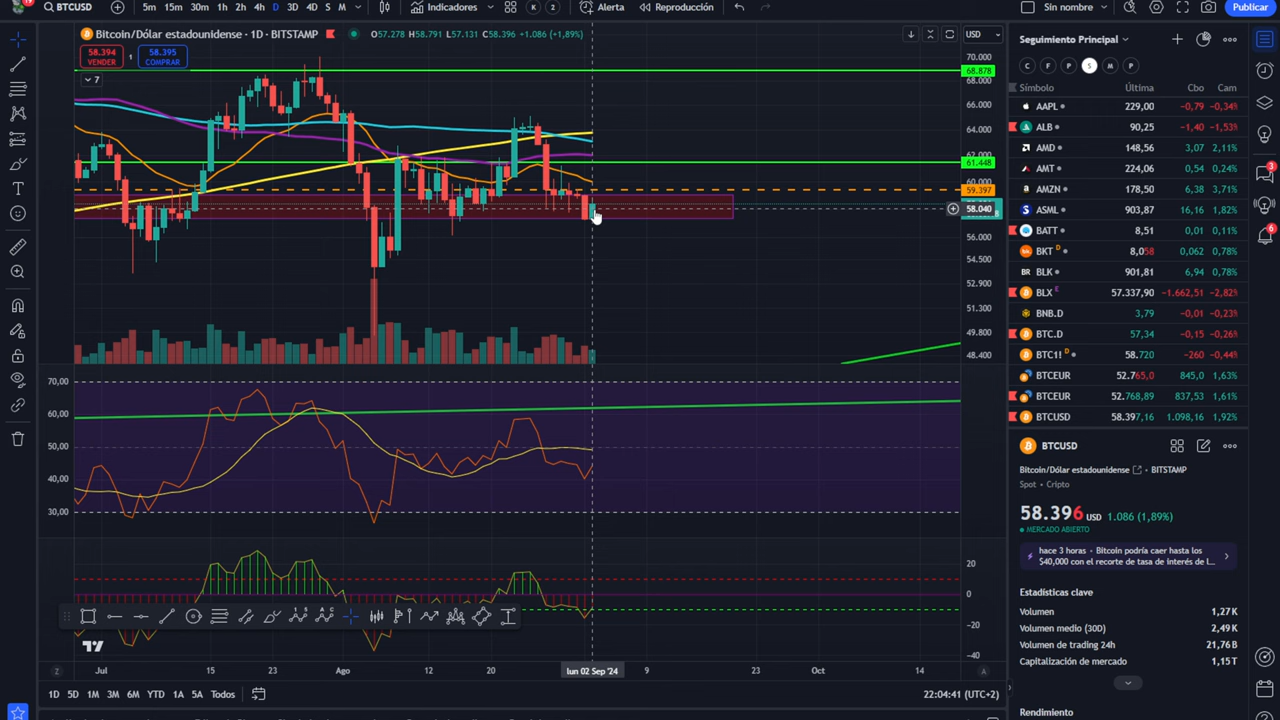 BTCUSD
5m 15m 30m 1h 2h 4h D 3D 4D S M
Indicadores
K 2
Alerta
Reproducción
Sin nombre
Publicar
Bitcoin/Dólar estadounidense · 1D · BITSTAMP
O57.278 H58.791 L57.131 C58.396 +1.086 (+1,89%)
USD
58.394
VENDER
1
58.395
COMPRAR
7
70.000
68.878
68.000
66.000
64.000
62.000
61.448
60.000
59.397
58.040
56.000
54.500
52.900
51.300
49.800
48.400
70,00
60,00
50,00
40,00
30,00
20
0
−20
−40
Z
Jul 15 23 Ago 12 20 lun 02 Sep '24 9 23 Oct 14
A
1D 5D 1M 3M 6M YTD 1A 5A Todos
22:04:41 (UTC+2)
Seguimiento Principal
C F P S M P
Símbolo Última Cbo Cam
AAPL 229,00 −0,79 −0,34%
ALB 90,25 −1,40 −1,53%
AMD 148,56 3,07 2,11%
AMT 224,06 0,54 0,24%
AMZN 178,50 6,38 3,71%
ASML 903,87 16,16 1,82%
BATT 8,51 0,01 0,11%
BKT D 8,058 0,062 0,78%
BLK 901,81 6,94 0,78%
BLX E 57.337,90 −1.662,51 −2,82%
BNB.D 3,79 −0,01 −0,23%
BTC.D 57,34 −0,15 −0,26%
BTC1! D 58.720 −260 −0,44%
BTCEUR 52.765,0 845,0 1,63%
BTCEUR 52.768,89 837,53 1,61%
BTCUSD 58.397,16 1.098,16 1,92%
3
6
BTCUSD
Bitcoin/Dólar estadounidense · BITSTAMP
Spot · Cripto
58.396 USD 1.086 (1,89%)
MERCADO ABIERTO
hace 3 horas · Bitcoin podría caer hasta los
$40,000 con el recorte de tasa de interés de l...
Estadísticas clave
Volumen 1,27 K
Volumen medio (30D) 2,49 K
Volumen de trading 24h 21,76 B
Capitalización de mercado 1,15 T
Rendimiento